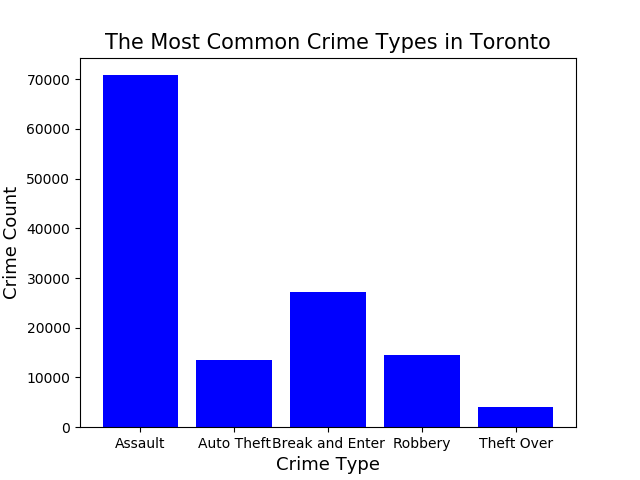 The Most Common Crime Types in Toronto
Crime Count
70000
60000
50000
40000
30000
20000
10000
0
Assault
Auto Theft
Break and Enter
Robbery
Theft Over
Crime Type